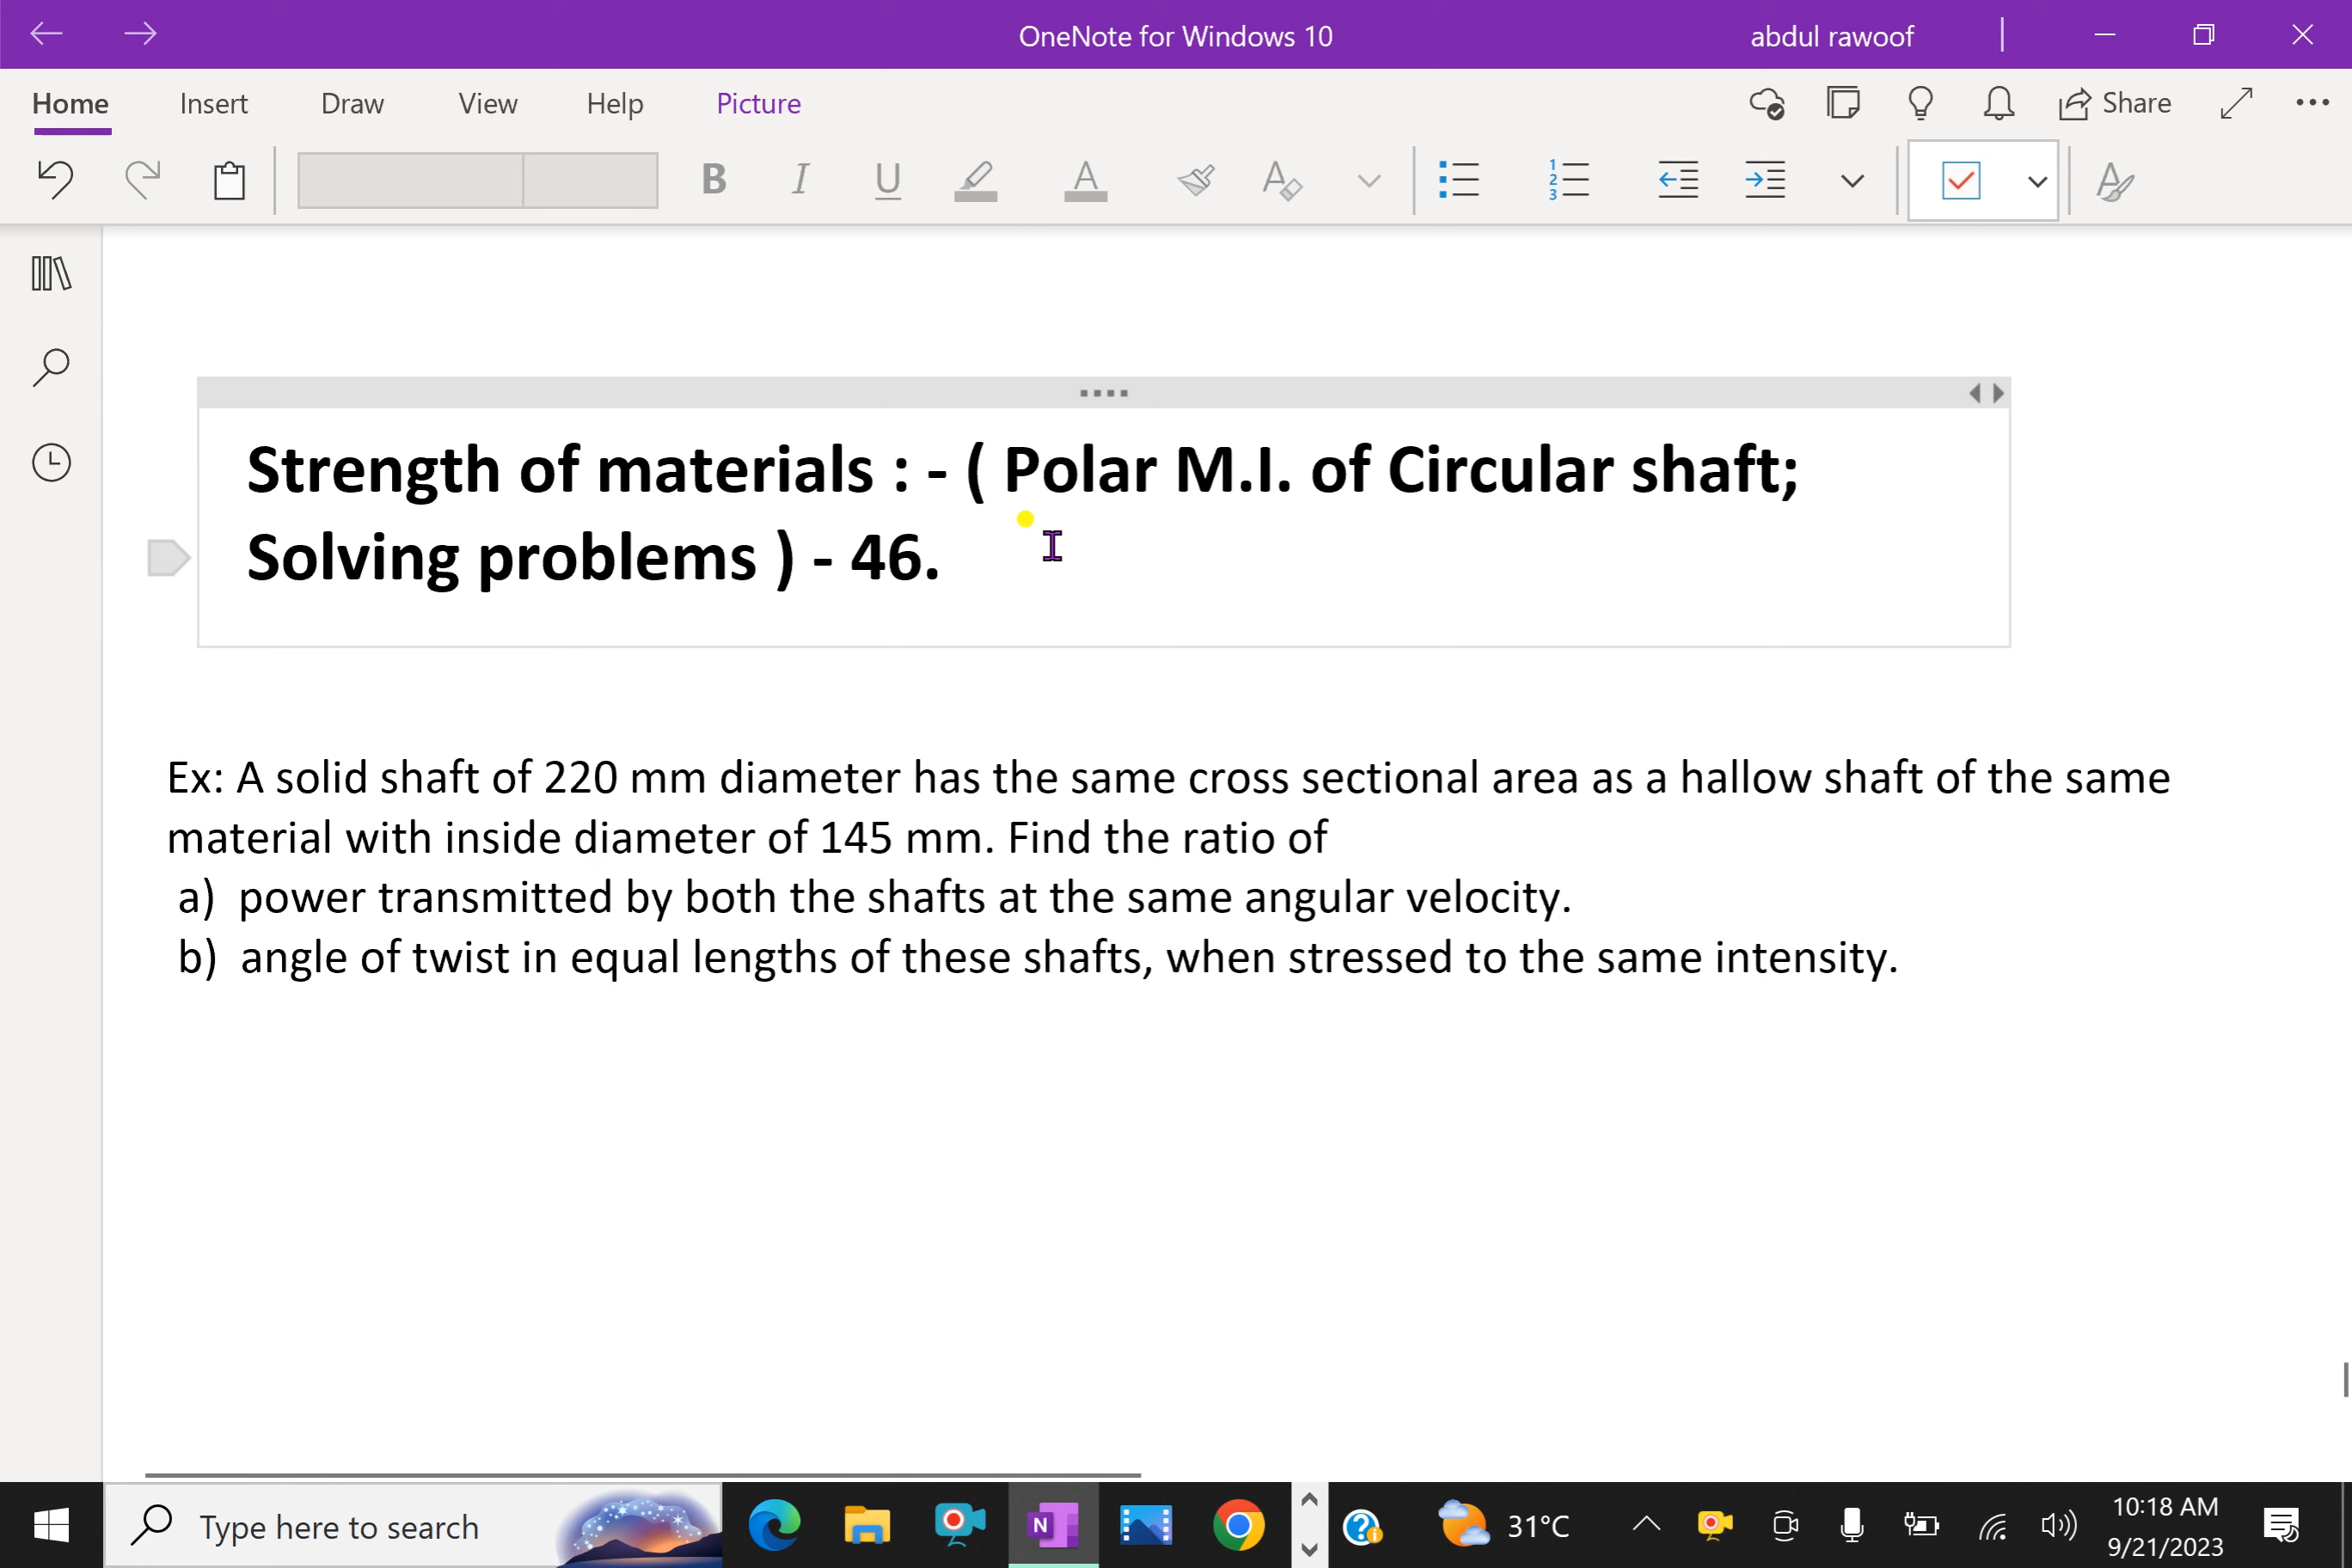 OneNote for Windows 10
abdul rawoof
Home Insert Draw View Help Picture Share
Strength of materials : - ( Polar M.I. of Circular shaft;
Solving problems ) - 46.
Ex: A solid shaft of 220 mm diameter has the same cross sectional area as a hallow shaft of the same
material with inside diameter of 145 mm. Find the ratio of
a) power transmitted by both the shafts at the same angular velocity.
b) angle of twist in equal lengths of these shafts, when stressed to the same intensity.
Type here to search
31°C
10:18 AM
9/21/2023